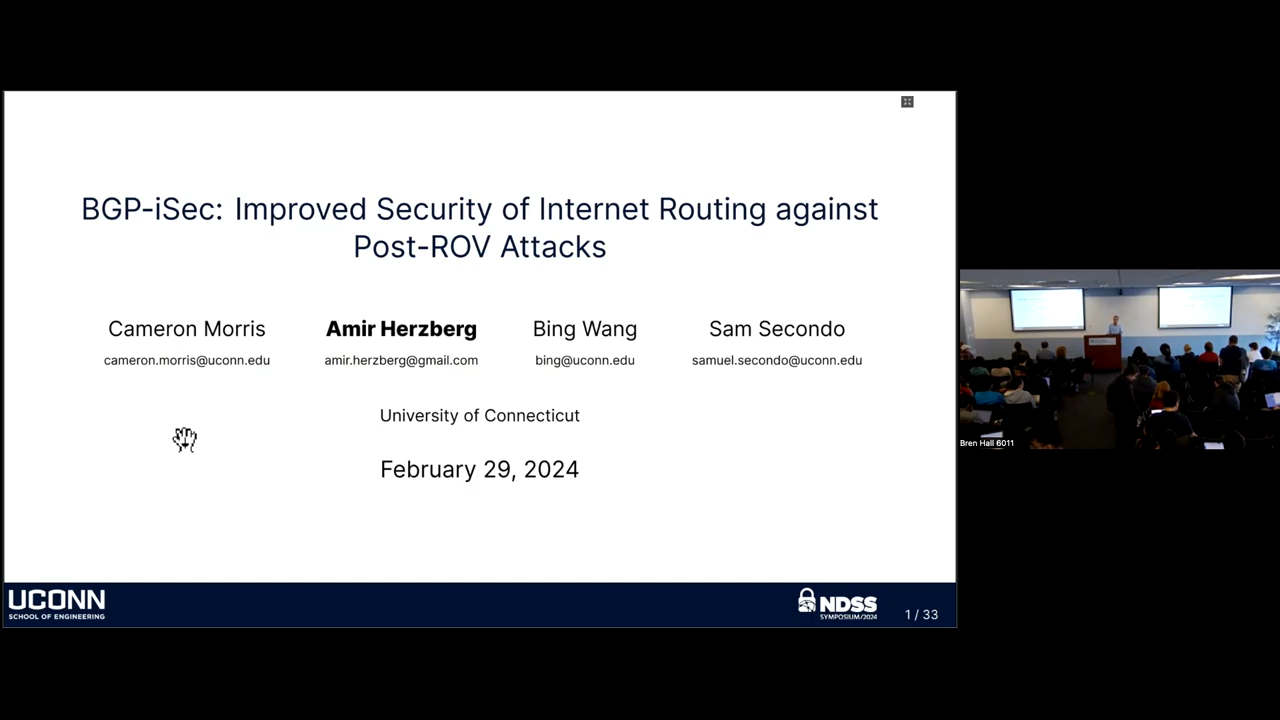 BGP-iSec: Improved Security of Internet Routing against
Post-ROV Attacks
Cameron Morris
Amir Herzberg
Bing Wang
Sam Secondo
cameron.morris@uconn.edu
amir.herzberg@gmail.com
bing@uconn.edu
samuel.secondo@uconn.edu
University of Connecticut
February 29, 2024
UCONN
SCHOOL OF ENGINEERING
NDSS
SYMPOSIUM/2024
1 / 33
Bren Hall 6011